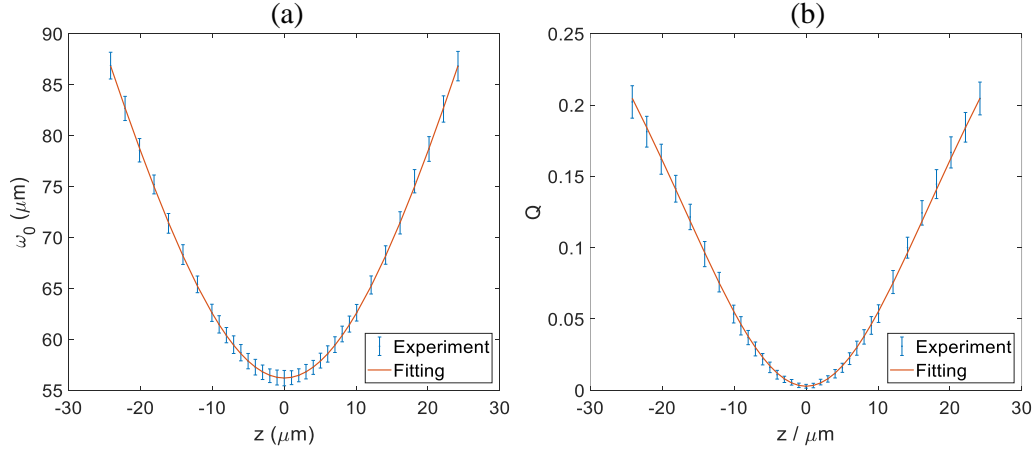 (a)
90
85
80
75
70
65
60
55
ω0 (μm)
-30 -20 -10 0 10 20 30
z (μm)
Experiment
Fitting
(b)
0.25
0.2
0.15
0.1
0.05
0
Q
-30 -20 -10 0 10 20 30
z / μm
Experiment
Fitting